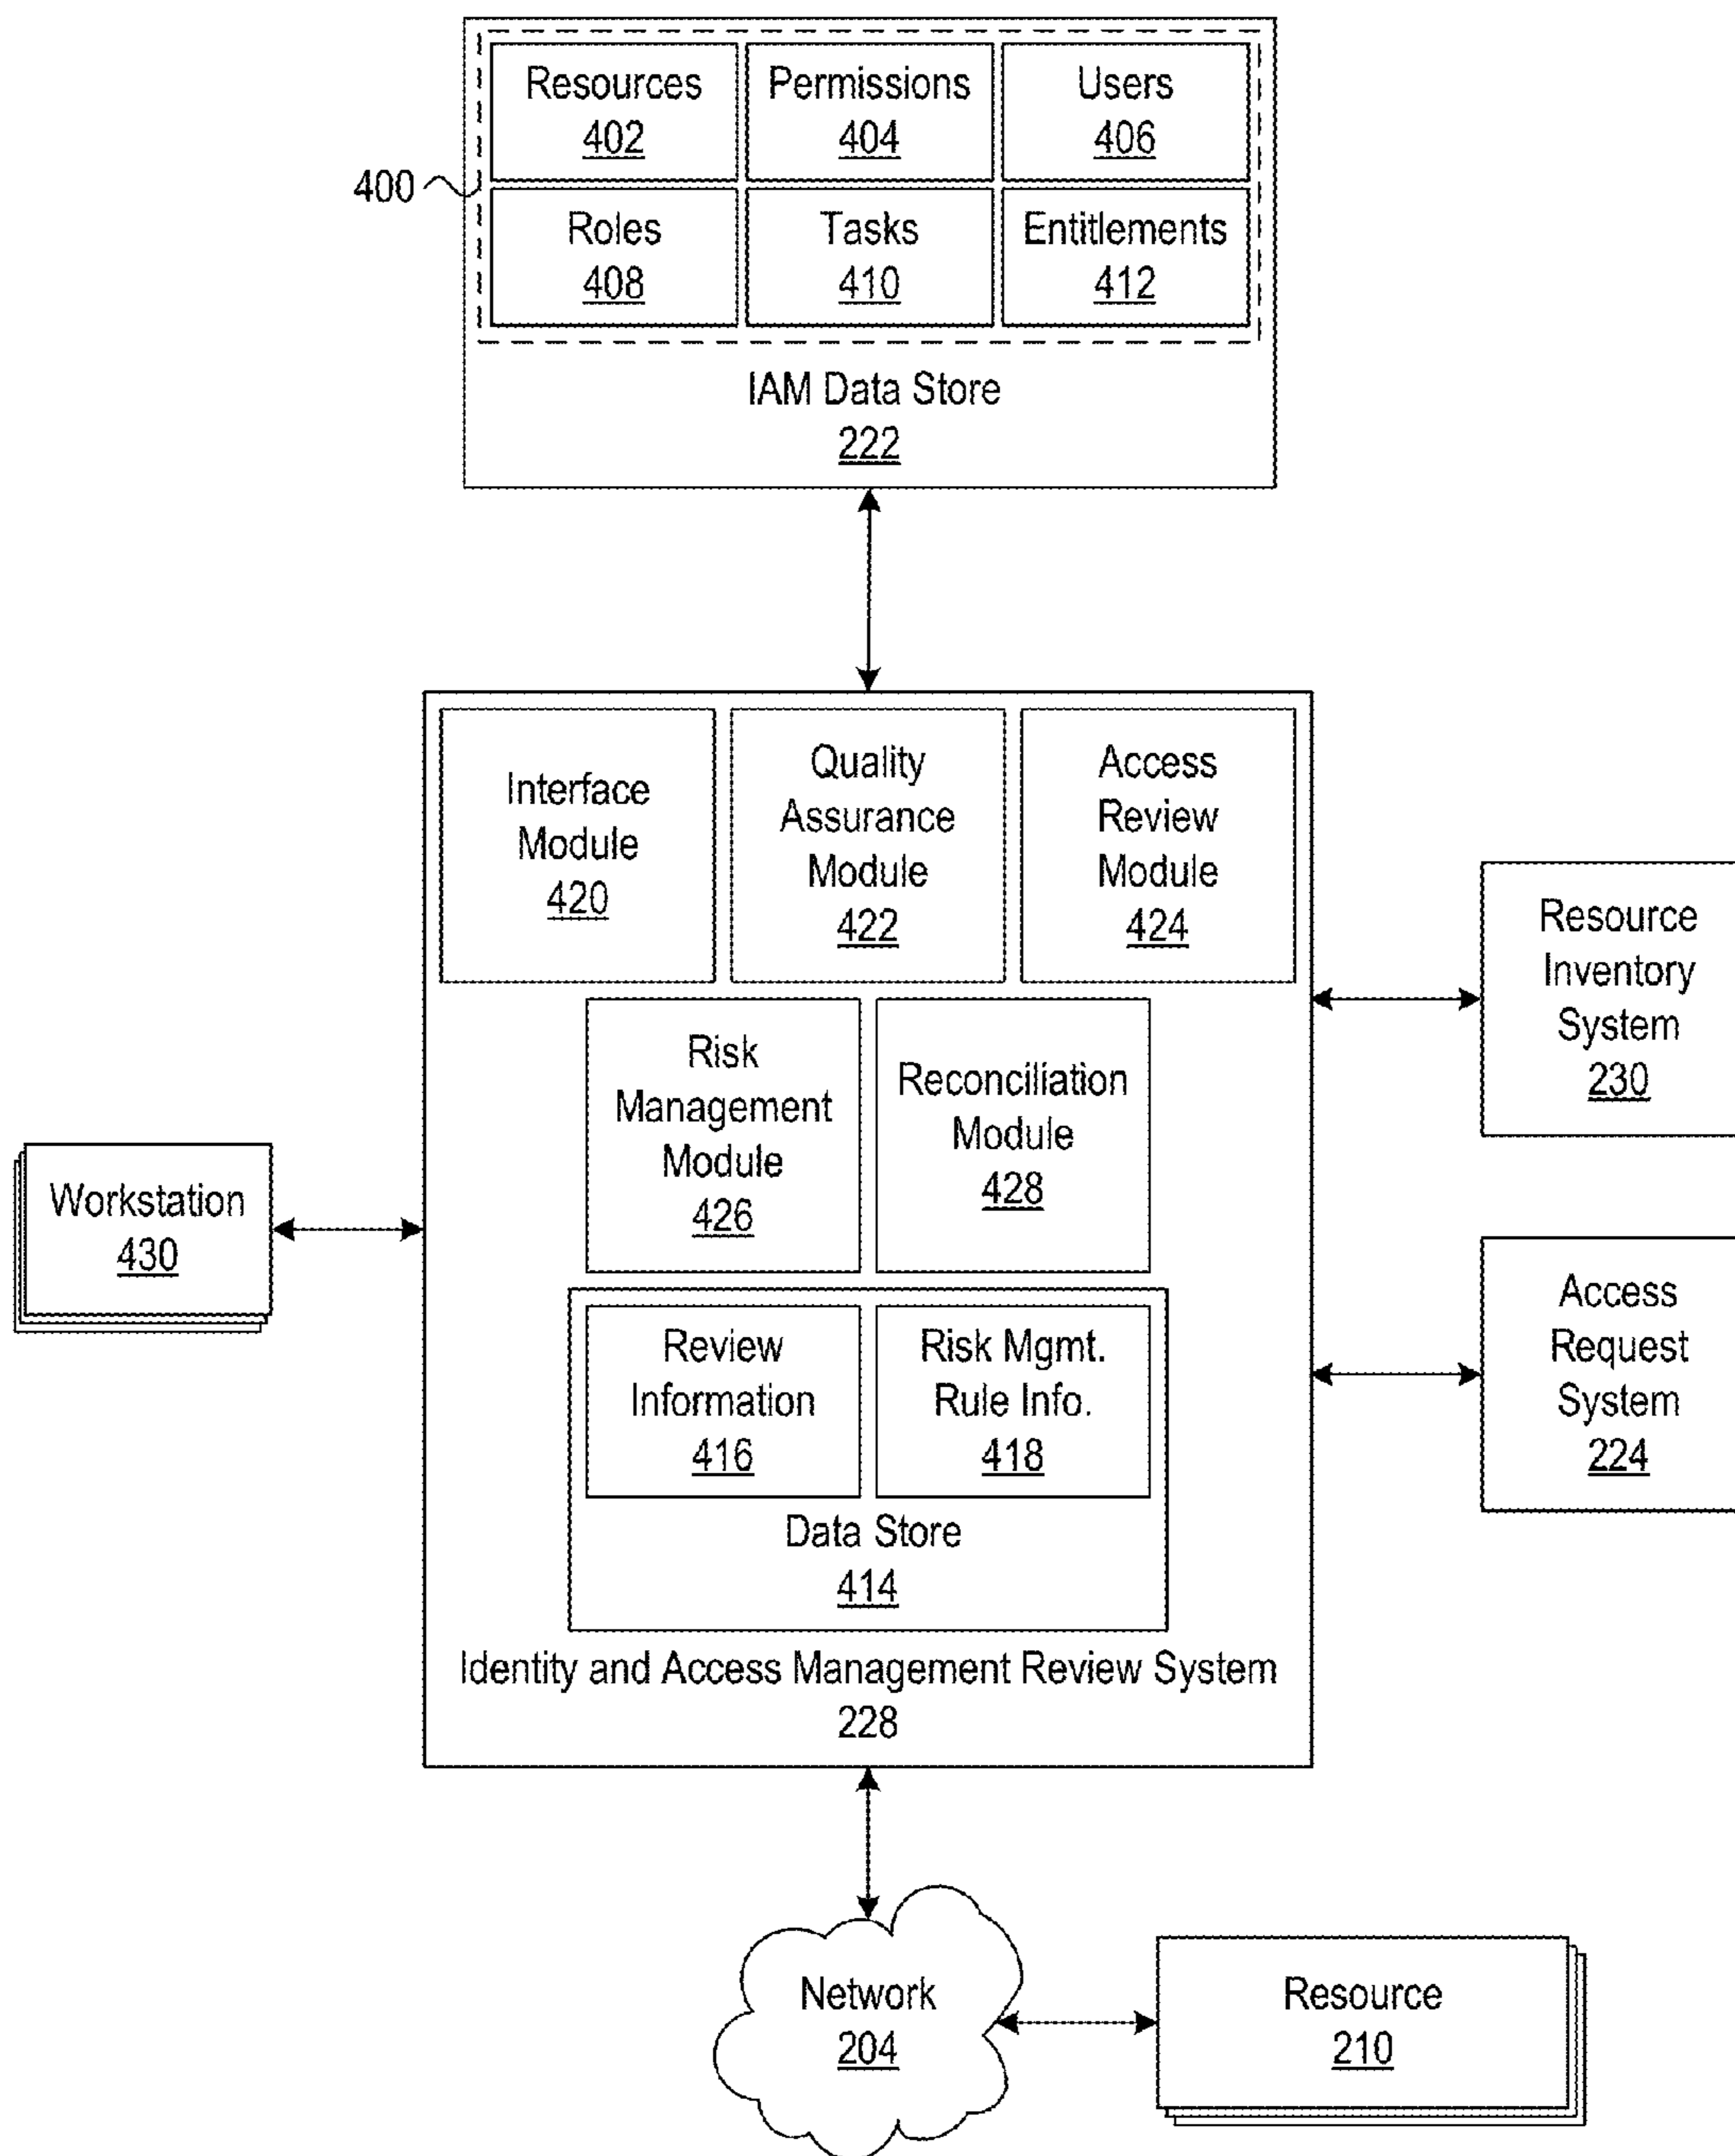 Resources
402
Permissions
404
Users
406
400
Roles
408
Tasks
410
Entitlements
412
IAM Data Store
222
Interface
Module
420
Quality
Assurance
Module
422
Access
Review
Module
424
Resource
Inventory
System
230
Risk
Management
Module
426
Reconciliation
Module
428
Workstation
430
Access
Request
System
224
Review
Information
416
Risk Mgmt.
Rule Info.
418
Data Store
414
Identity and Access Management Review System
228
Network
204
Resource
210